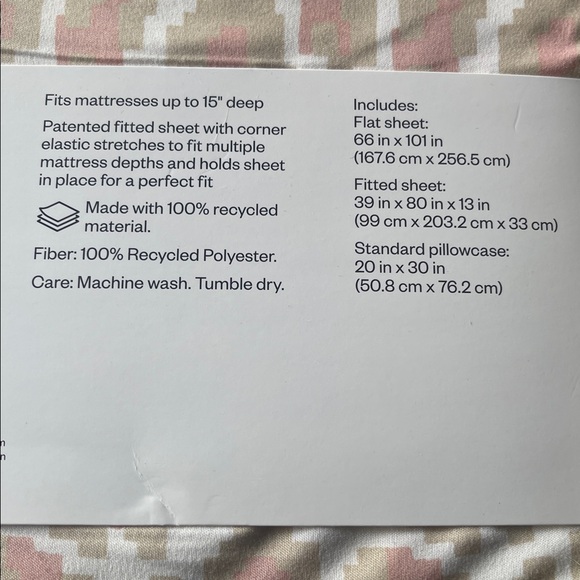 Fits mattresses up to 15" deep
Patented fitted sheet with corner
elastic stretches to fit multiple
mattress depths and holds sheet
in place for a perfect fit
Made with 100% recycled
material.
Fiber: 100% Recycled Polyester.
Care: Machine wash. Tumble dry.
Includes:
Flat sheet:
66 in x 101 in
(167.6 cm x 256.5 cm)
Fitted sheet:
39 in x 80 in x 13 in
(99 cm x 203.2 cm x 33 cm)
Standard pillowcase:
20 in x 30 in
(50.8 cm x 76.2 cm)